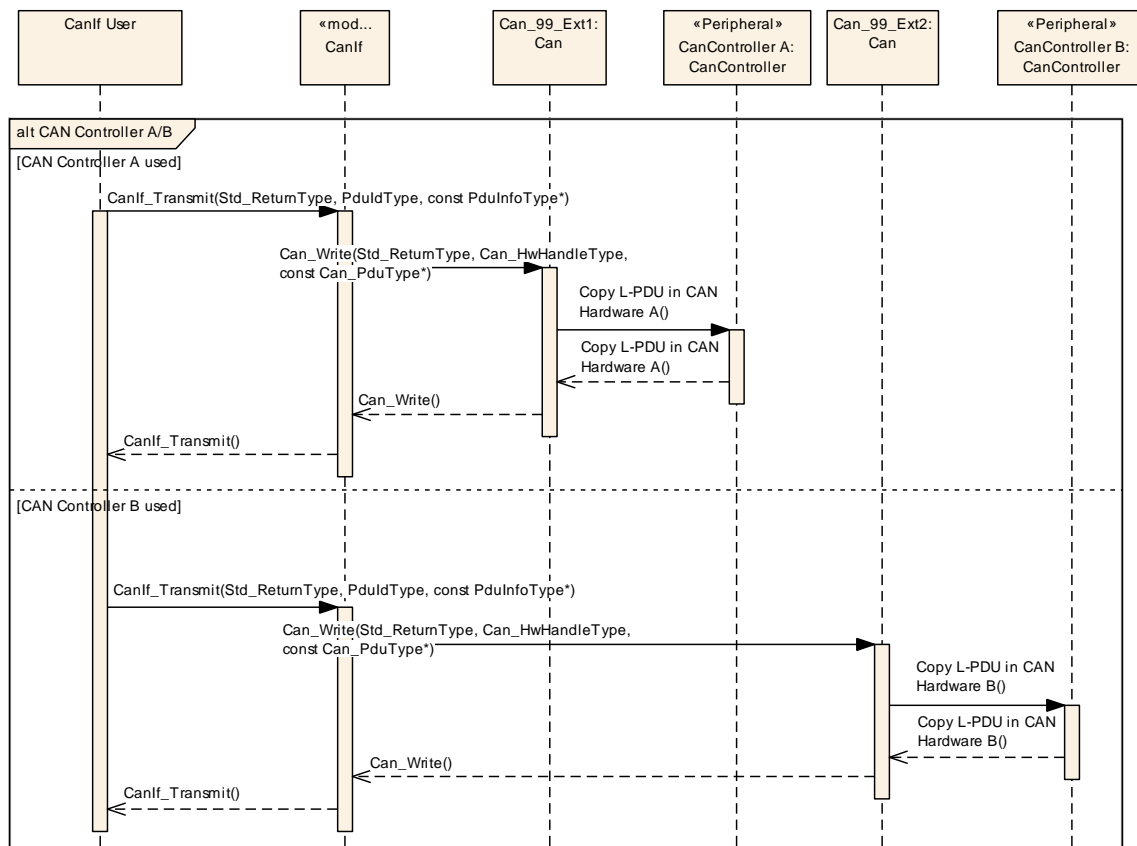 CanIf User
«mod...
CanIf
Can_99_Ext1:
Can
«Peripheral»
CanController A:
CanController
Can_99_Ext2:
Can
«Peripheral»
CanController B:
CanController
alt CAN Controller A/B
[CAN Controller A used]
CanIf_Transmit(Std_ReturnType, PduIdType, const PduInfoType*)
Can_Write(Std_ReturnType, Can_HwHandleType,
const Can_PduType*)
Copy L-PDU in CAN
Hardware A()
Copy L-PDU in CAN
Hardware A()
Can_Write()
CanIf_Transmit()
[CAN Controller B used]
CanIf_Transmit(Std_ReturnType, PduIdType, const PduInfoType*)
Can_Write(Std_ReturnType, Can_HwHandleType,
const Can_PduType*)
Copy L-PDU in CAN
Hardware B()
Copy L-PDU in CAN
Hardware B()
Can_Write()
CanIf_Transmit()